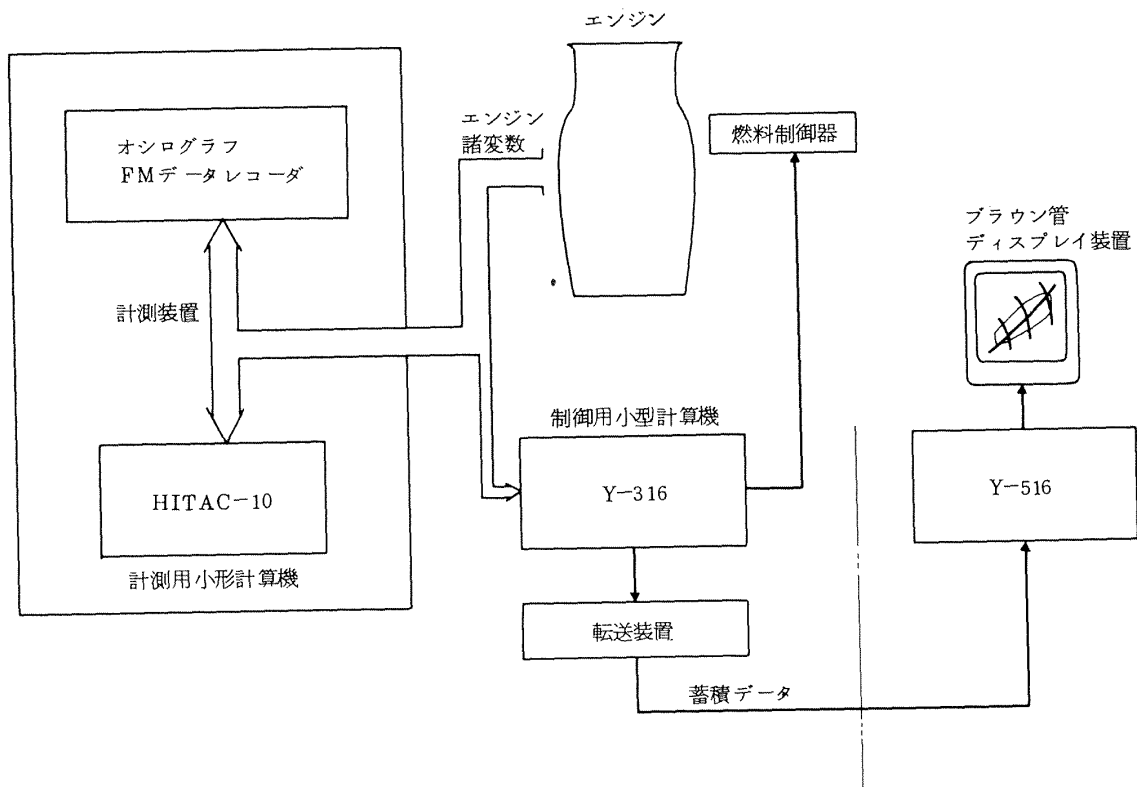 エンジン
エンジン
諸変数
燃料制御器
オシログラフ
FMデータレコーダ
ブラウン管
ディスプレイ装置
計測装置
制御用小型計算機
Y-316
Y-516
HITAC-10
計測用小形計算機
転送装置
蓄積データ